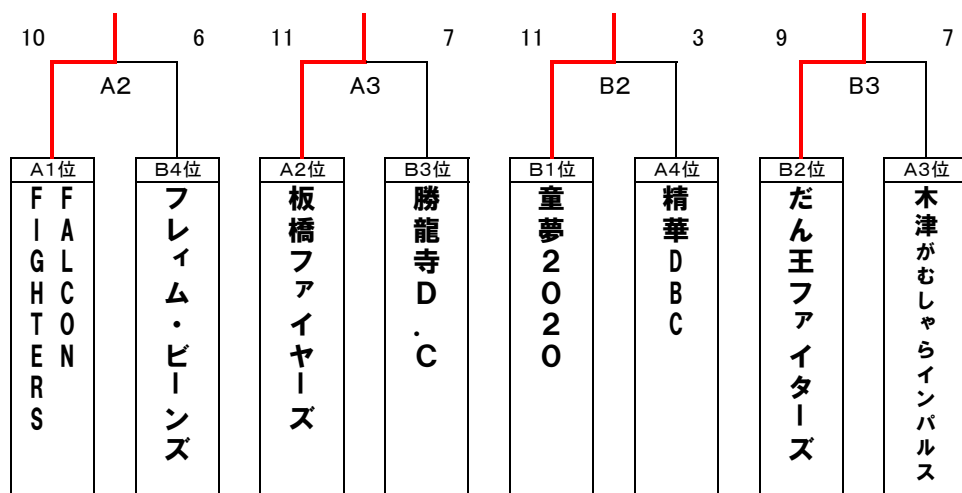 10 6 11 7 11 3 9 7
A2 A3 B2 B3
A1位 B4位 A2位 B3位 B1位 A4位 B2位 A3位
FALCON
FIGHTERS
フレィム・ビーンズ
板橋ファイヤーズ
勝龍寺D.C
童夢2020
精華DBC
だん王ファイターズ
木津がむしゃらインパルス